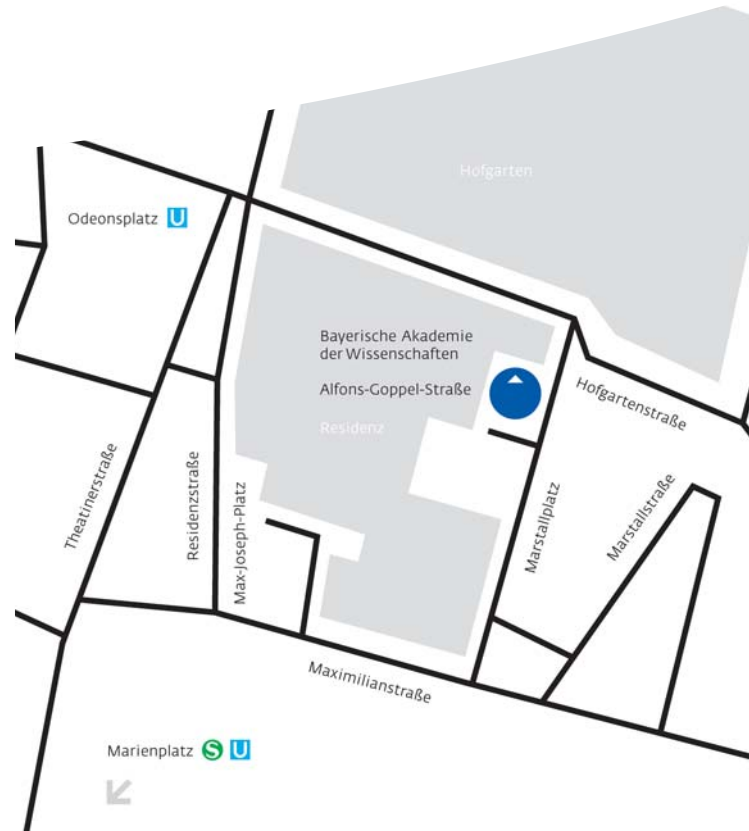 Hofgarten
Odeonsplatz U
Bayerische Akademie
der Wissenschaften
Alfons-Goppel-Straße
Residenz
Hofgartenstraße
Theatinerstraße
Residenzstraße
Max-Joseph-Platz
Marstallplatz
Marstallstraße
Maximilianstraße
Marienplatz S U